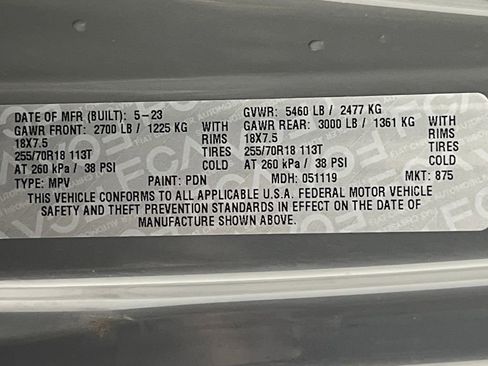 DATE OF MFR (BUILT): 5-23 GVWR: 5460 LB / 2477 KG
GAWR FRONT: 2700 LB / 1225 KG WITH GAWR REAR: 3000 LB / 1361 KG WITH
18X7.5 RIMS 18X7.5 RIMS
255/70R18 113T TIRES 255/70R18 113T TIRES
AT 260 kPa / 38 PSI COLD AT 260 kPa / 38 PSI COLD
TYPE: MPV PAINT: PDN MDH: 051119 MKT: 875
THIS VEHICLE CONFORMS TO ALL APPLICABLE U.S.A. FEDERAL MOTOR VEHICLE
SAFETY AND THEFT PREVENTION STANDARDS IN EFFECT ON THE DATE OF
MANUFACTURE SHOWN ABOVE.